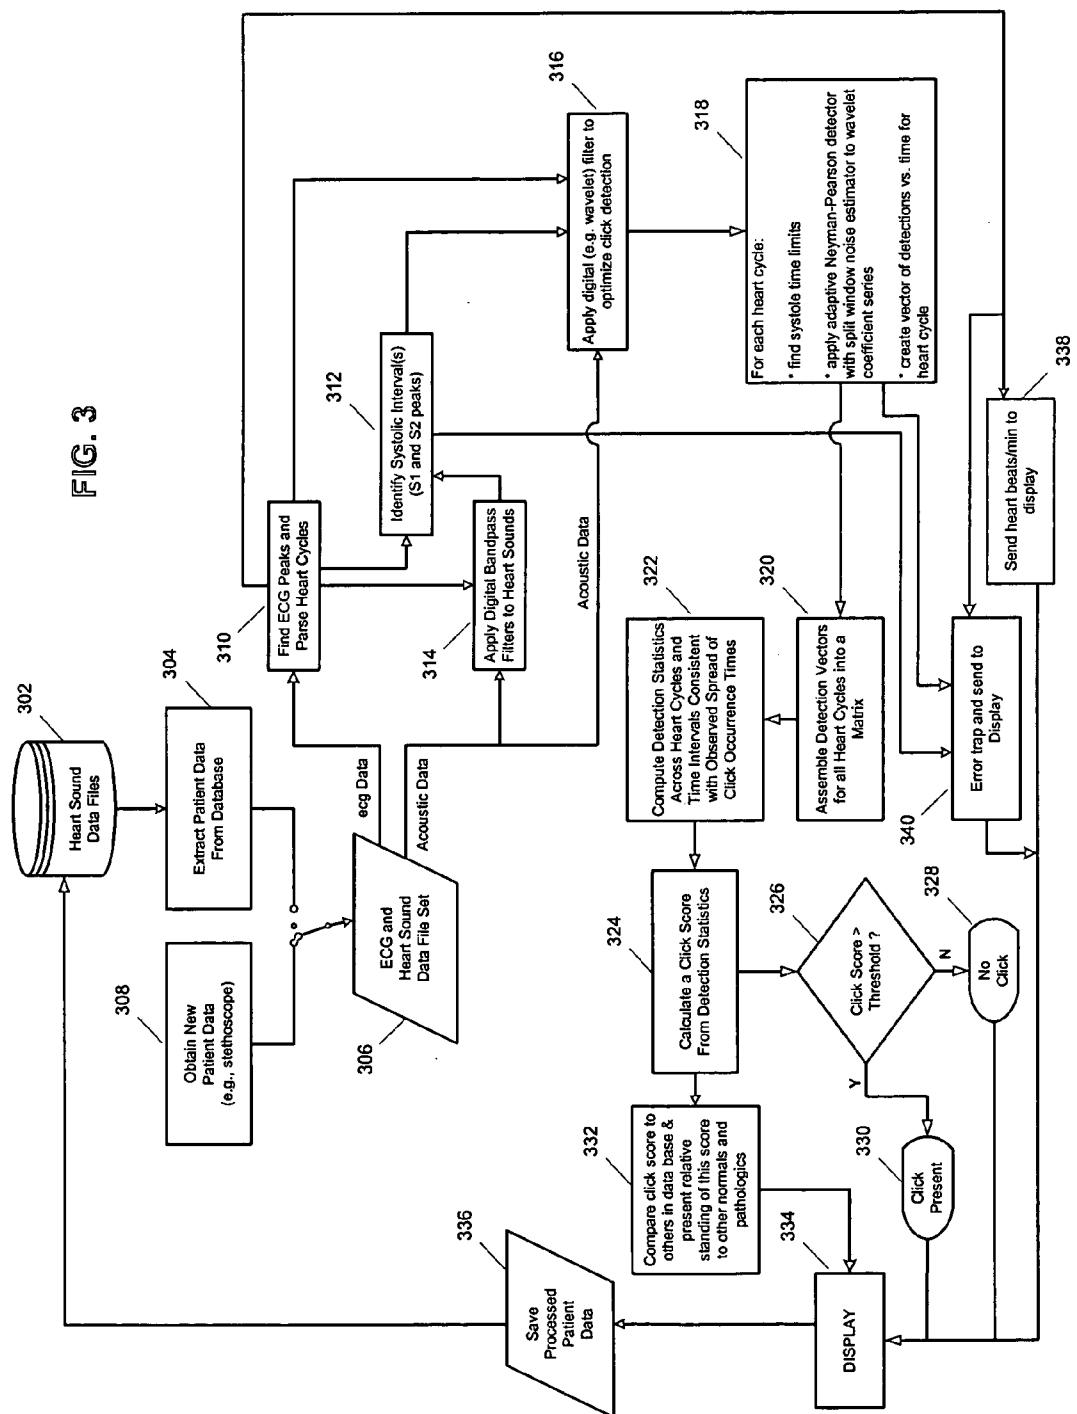 FIG. 3
302
Heart Sound
Data Files
304
Extract Patient Data
From Database
308
Obtain New
Patient Data
(e.g., stethoscope)
306
ECG and
Heart Sound
Data File Set
ecg Data
Acoustic Data
310
Find ECG Peaks and
Parse Heart Cycles
314
Apply Digital Bandpass
Filters to Heart Sounds
312
Identify Systolic Interval(s)
(S1 and S2 peaks)
Acoustic Data
316
Apply digital (e.g. wavelet) filter to
optimize click detection
318
For each heart cycle:
* find systole time limits
* apply adaptive Neyman-Pearson detector
with split window noise estimator to wavelet
coefficient series
* create vector of detections vs. time for
heart cycle
320
Assemble Detection Vectors
for all Heart Cycles into a
Matrix
322
Compute Detection Statistics
Across Heart Cycles and
Time Intervals Consistent
with Observed Spread of
Click Occurrence Times
324
Calculate a Click Score
From Detection Statistics
326
Click Score >
Threshold ?
N
328
No
Click
Y
330
Click
Present
332
Compare click score to
others in data base &
present relative
standing of this score
to other normals and
pathologics
334
DISPLAY
336
Save
Processed
Patient
Data
338
Send heart beats/min to
display
340
Error trap and send to
Display